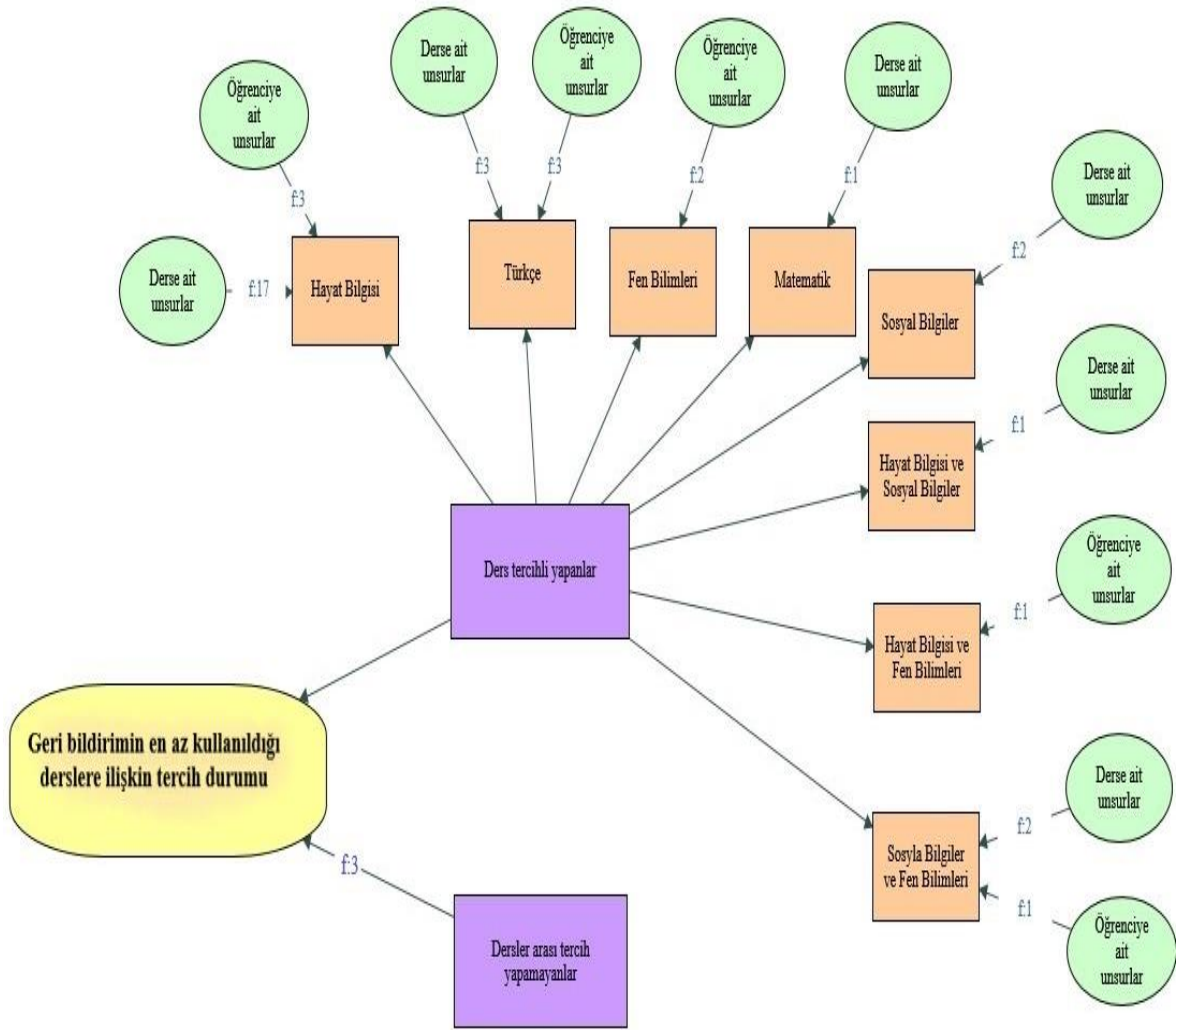 Derse ait
unsurlar
Öğrenciye
ait
unsurlar
Öğrenciye
ait
unsurlar
Derse ait
unsurlar
Öğrenciye
ait
unsurlar
f:3
f:3
f:2
f:1
f:3
Derse ait
unsurlar
f:2
Derse ait
unsurlar
f:17
Hayat Bilgisi
Türkçe
Fen Bilimleri
Matematik
Sosyal Bilgiler
Derse ait
unsurlar
f:1
Hayat Bilgisi ve
Sosyal Bilgiler
Ders tercihli yapanlar
Öğrenciye
ait
unsurlar
f:1
Hayat Bilgisi ve
Fen Bilimleri
Geri bildirimin en az kullanıldığı
derslere ilişkin tercih durumu
Derse ait
unsurlar
f:2
Sosyla Bilgiler
ve Fen Bilimleri
f:3
f:1
Öğrenciye
ait
unsurlar
Dersler arası tercih
yapamayanlar